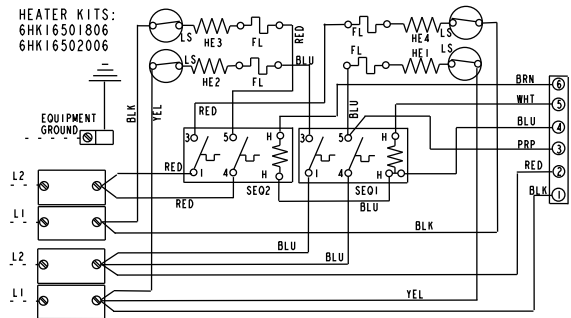 HEATER KITS:
6HK16501806
6HK16502006
LS
HE3
FL
RED
FL
HE4
LS
LS
HE2
FL
BLU
FL
HE1
LS
BLK
YEL
RED
BLU
BRN
6
WHT
5
BLU
4
PRP
3
RED
2
BLK
1
EQUIPMENT
GROUND
3
5
H
3
5
H
1
4
H
1
4
H
H
SEQ2
SEQ1
RED
RED
BLU
L2
L1
BLK
L2
BLU
BLU
L1
YEL